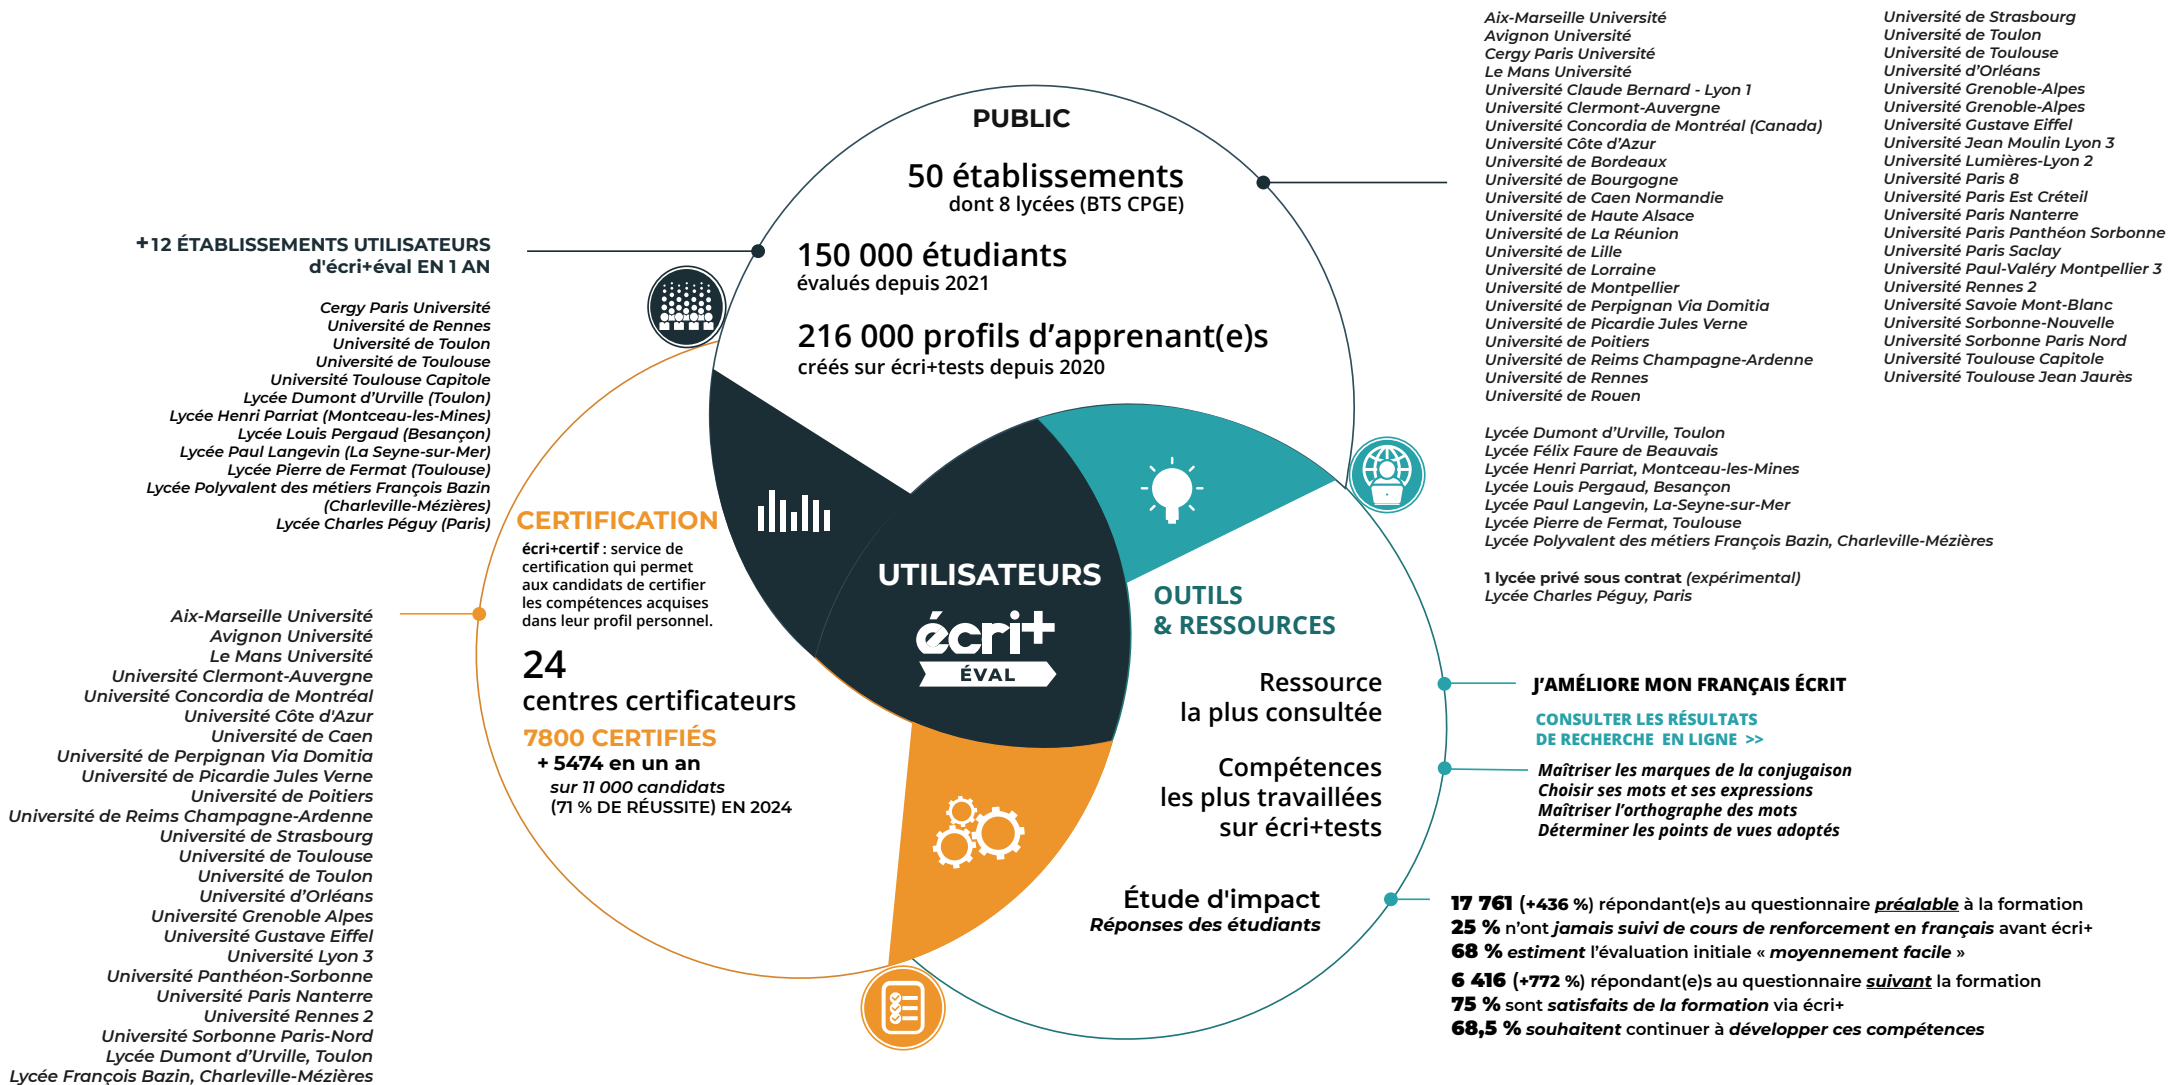 PUBLIC
50 établissements
dont 8 lycées (BTS CPGE)
150 000 étudiants
évalués depuis 2021
216 000 profils d’apprenant(e)s
créés sur écri+tests depuis 2020
+12 ÉTABLISSEMENTS UTILISATEURS
d'écri+éval EN 1 AN
Cergy Paris Université
Université de Rennes
Université de Toulon
Université de Toulouse
Université Toulouse Capitole
Lycée Dumont d’Urville (Toulon)
Lycée Henri Parriat (Montceau-les-Mines)
Lycée Louis Pergaud (Besançon)
Lycée Paul Langevin (La Seyne-sur-Mer)
Lycée Pierre de Fermat (Toulouse)
Lycée Polyvalent des métiers François Bazin
(Charleville-Mézières)
Lycée Charles Péguy (Paris)
Aix-Marseille Université
Avignon Université
Cergy Paris Université
Le Mans Université
Université Claude Bernard - Lyon 1
Université Clermont-Auvergne
Université Concordia de Montréal (Canada)
Université Côte d’Azur
Université de Bordeaux
Université de Bourgogne
Université de Caen Normandie
Université de Haute Alsace
Université de La Réunion
Université de Lille
Université de Lorraine
Université de Montpellier
Université de Perpignan Via Domitia
Université de Picardie Jules Verne
Université de Poitiers
Université de Reims Champagne-Ardenne
Université de Rennes
Université de Rouen
Université de Strasbourg
Université de Toulon
Université de Toulouse
Université d’Orléans
Université Grenoble-Alpes
Université Grenoble-Alpes
Université Gustave Eiffel
Université Jean Moulin Lyon 3
Université Lumières-Lyon 2
Université Paris 8
Université Paris Est Créteil
Université Paris Nanterre
Université Paris Panthéon Sorbonne
Université Paris Saclay
Université Paul-Valéry Montpellier 3
Université Rennes 2
Université Savoie Mont-Blanc
Université Sorbonne-Nouvelle
Université Sorbonne Paris Nord
Université Toulouse Capitole
Université Toulouse Jean Jaurès
Lycée Dumont d’Urville, Toulon
Lycée Félix Faure de Beauvais
Lycée Henri Parriat, Montceau-les-Mines
Lycée Louis Pergaud, Besançon
Lycée Paul Langevin, La-Seyne-sur-Mer
Lycée Pierre de Fermat, Toulouse
Lycée Polyvalent des métiers François Bazin, Charleville-Mézières
1 lycée privé sous contrat (expérimental)
Lycée Charles Péguy, Paris
CERTIFICATION
écri+certif : service de
certification qui permet
aux candidats de certifier
les compétences acquises
dans leur profil personnel.
24
centres certificateurs
7800 CERTIFIÉS
+ 5474 en un an
sur 11 000 candidats
(71 % DE RÉUSSITE) EN 2024
Aix-Marseille Université
Avignon Université
Le Mans Université
Université Clermont-Auvergne
Université Concordia de Montréal
Université Côte d'Azur
Université de Caen
Université de Perpignan Via Domitia
Université de Picardie Jules Verne
Université de Poitiers
Université de Reims Champagne-Ardenne
Université de Strasbourg
Université de Toulouse
Université de Toulon
Université d’Orléans
Université Grenoble Alpes
Université Gustave Eiffel
Université Lyon 3
Université Panthéon-Sorbonne
Université Paris Nanterre
Université Rennes 2
Université Sorbonne Paris-Nord
Lycée Dumont d’Urville, Toulon
Lycée François Bazin, Charleville-Mézières
UTILISATEURS
écri+
ÉVAL
OUTILS
& RESSOURCES
Ressource
la plus consultée
J’AMÉLIORE MON FRANÇAIS ÉCRIT
CONSULTER LES RÉSULTATS
DE RECHERCHE EN LIGNE >>
Compétences
les plus travaillées
sur écri+tests
Maîtriser les marques de la conjugaison
Choisir ses mots et ses expressions
Maîtriser l’orthographe des mots
Déterminer les points de vues adoptés
Étude d'impact
Réponses des étudiants
17 761 (+436 %) répondant(e)s au questionnaire préalable à la formation
25 % n’ont jamais suivi de cours de renforcement en français avant écri+
68 % estiment l’évaluation initiale « moyennement facile »
6 416 (+772 %) répondant(e)s au questionnaire suivant la formation
75 % sont satisfaits de la formation via écri+
68,5 % souhaitent continuer à développer ces compétences